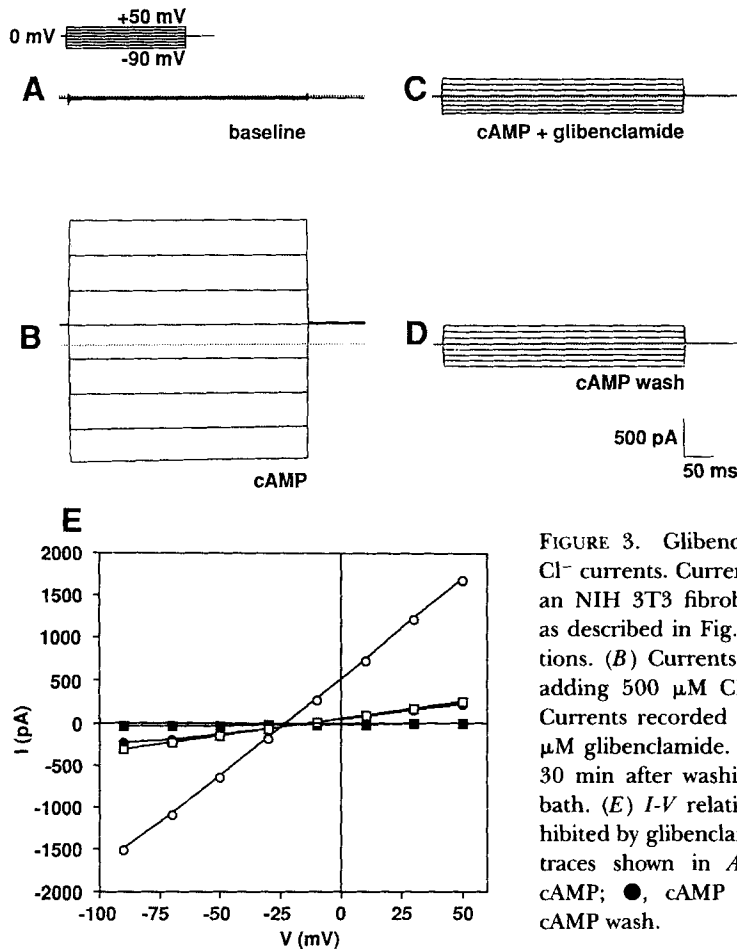 +50 mV
0 mV
-90 mV
A
baseline
C
cAMP + glibenclamide
B
cAMP
D
cAMP wash
500 pA
50 ms
E
2000
1500
1000
500
0
-500
-1000
-1500
-2000
I (pA)
-100 -75 -50 -25 0 25 50
V (mV)
FIGURE 3. Glibenc
Cl⁻ currents. Curren
an NIH 3T3 fibrob
as described in Fig.
tions. (B) Currents
adding 500 μM C
Currents recorded
μM glibenclamide.
30 min after washi
bath. (E) I-V relati
hibited by glibencla
traces shown in A
cAMP; ●, cAMP
cAMP wash.